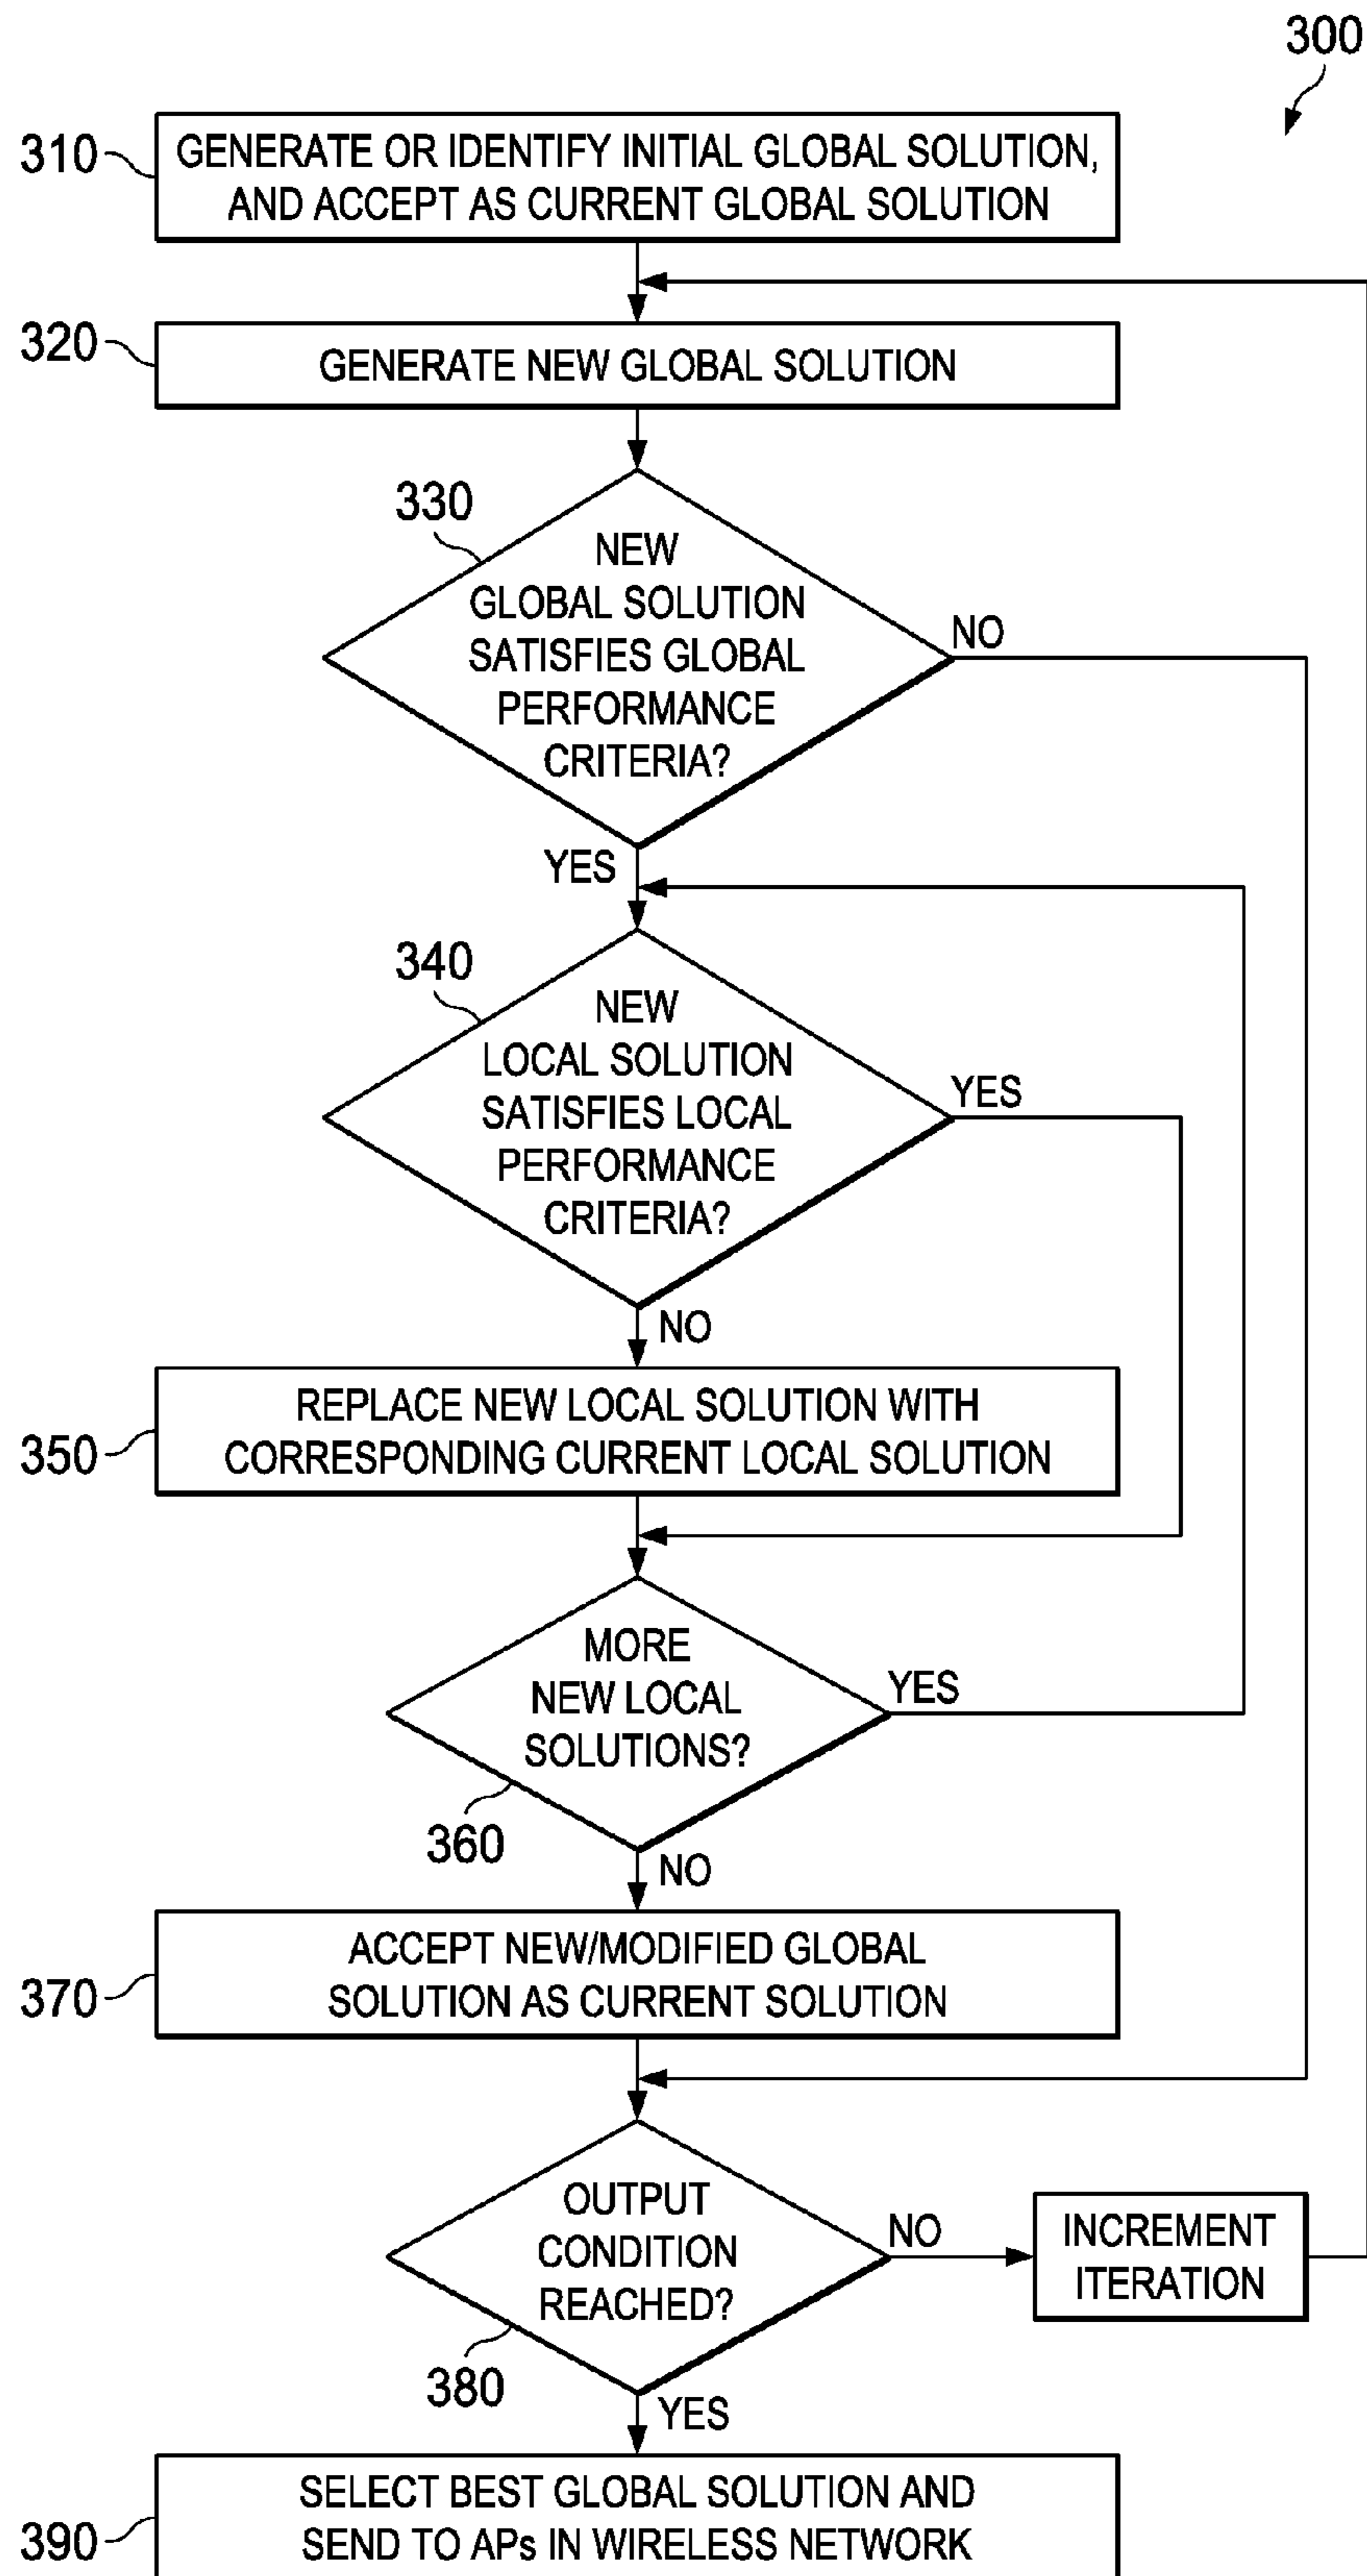 300
310
GENERATE OR IDENTIFY INITIAL GLOBAL SOLUTION,
AND ACCEPT AS CURRENT GLOBAL SOLUTION
320
GENERATE NEW GLOBAL SOLUTION
330
NEW
GLOBAL SOLUTION
SATISFIES GLOBAL
PERFORMANCE
CRITERIA?
NO
YES
340
NEW
LOCAL SOLUTION
SATISFIES LOCAL
PERFORMANCE
CRITERIA?
YES
NO
350
REPLACE NEW LOCAL SOLUTION WITH
CORRESPONDING CURRENT LOCAL SOLUTION
MORE
NEW LOCAL
SOLUTIONS?
YES
360
NO
370
ACCEPT NEW/MODIFIED GLOBAL
SOLUTION AS CURRENT SOLUTION
OUTPUT
CONDITION
REACHED?
NO
INCREMENT
ITERATION
380
YES
390
SELECT BEST GLOBAL SOLUTION AND
SEND TO APs IN WIRELESS NETWORK